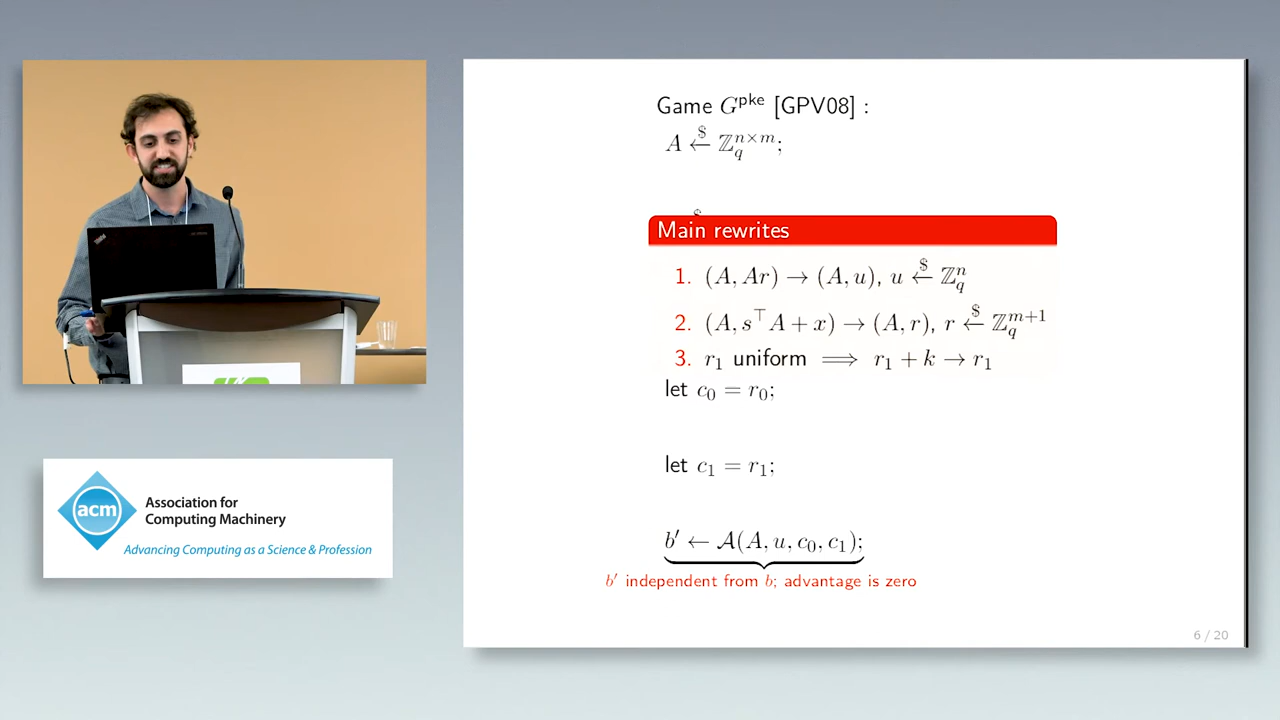 Game G^pke [GPV08] :
A ←$ ℤ_q^{n×m};
Main rewrites
1. (A, Ar) → (A, u), u ←$ ℤ_q^n
2. (A, s^⊤A + x) → (A, r), r ←$ ℤ_q^{m+1}
3. r₁ uniform ⟹ r₁ + k → r₁
let c₀ = r₀;
let c₁ = r₁;
b′ ← 𝒜(A, u, c₀, c₁);
b′ independent from b; advantage is zero
6 / 20
acm
Association for
Computing Machinery
Advancing Computing as a Science & Profession